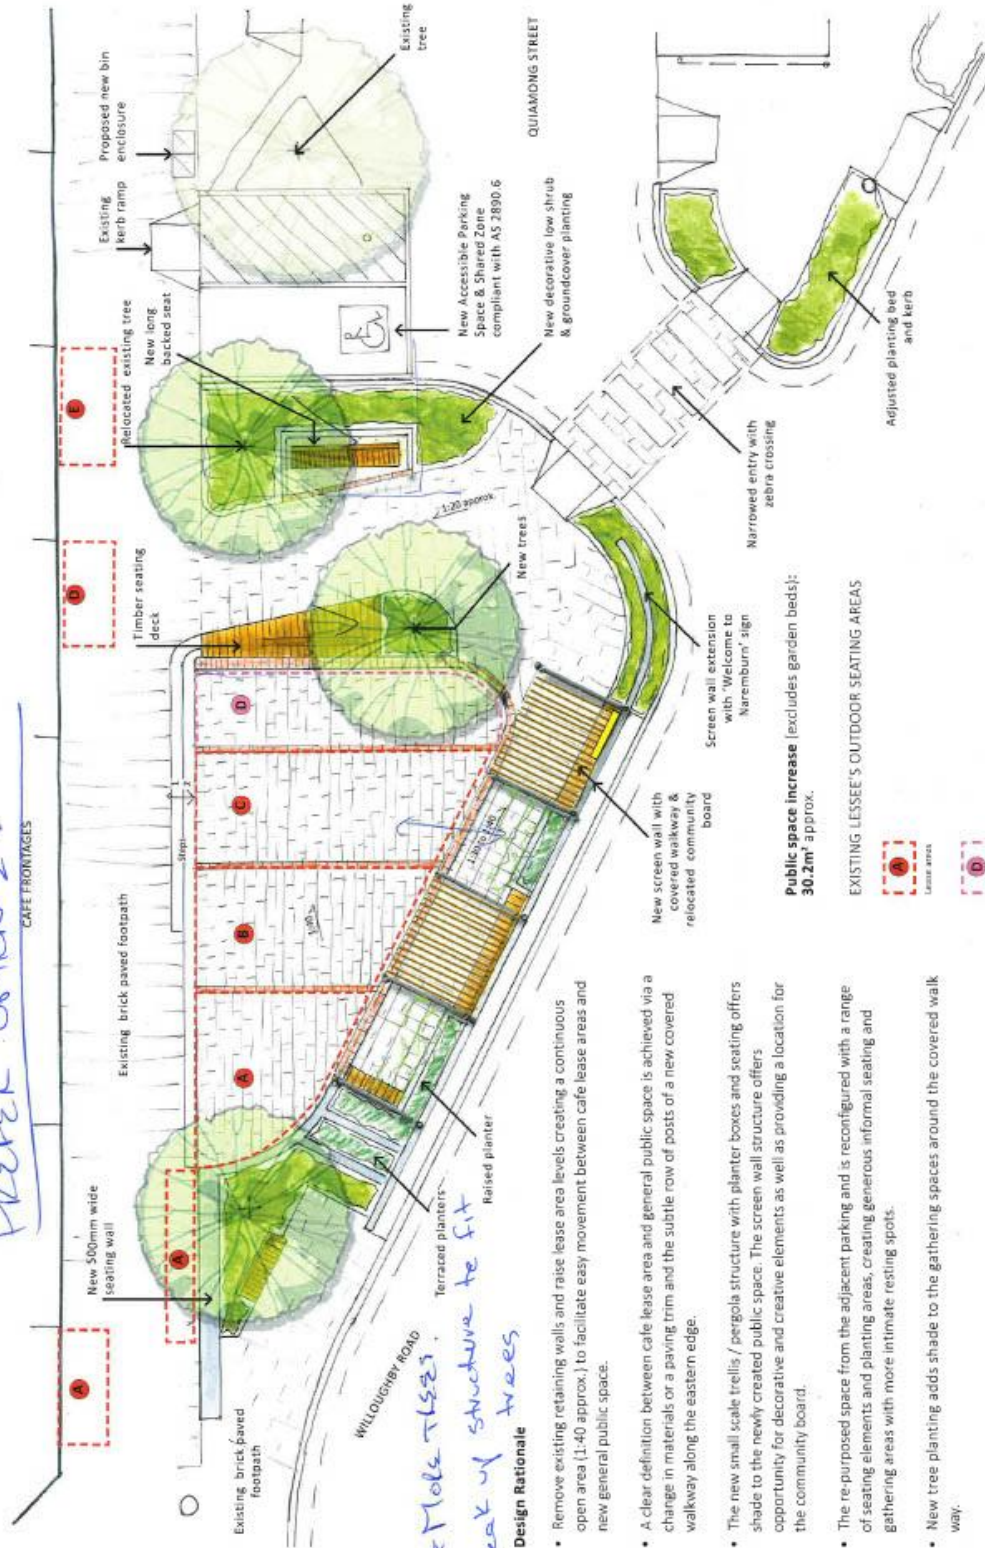 CAFE FRONTAGES
Existing brick paved footpath
New 500mm wide
seating wall
Existing brick paved
footpath
WILLOUGHBY ROAD
Terraced planters
Raised planter
Steps
A
A
A
B
C
D
D
E
Timber seating
deck
Relocated existing tree
New long
backed seat
Existing
kerb ramp
Proposed new bin
enclosure
Existing
tree
QUIAMONG STREET
New Accessible Parking
Space & Shared Zone
compliant with AS 2890.6
New decorative low shrub
& groundcover planting
1:20 approx.
New trees
Narrowed entry with
zebra crossing
Adjusted planting bed
and kerb
Screen wall extension
with 'Welcome to
Naremburn' sign
New screen wall with
covered walkway &
relocated community
board
Public space increase (excludes garden beds):
30.2m² approx.
EXISTING LESSEE'S OUTDOOR SEATING AREAS
A
Lease areas
D
More trees.
structure to fit
trees
Design Rationale
• Remove existing retaining walls and raise lease area levels creating a continuous
open area (1:40 approx.) to facilitate easy movement between cafe lease areas and
new general public space.
• A clear definition between cafe lease area and general public space is achieved via a
change in materials or a paving trim and the subtle row of posts of a new covered
walkway along the eastern edge.
• The new small scale trellis / pergola structure with planter boxes and seating offers
shade to the newly created public space. The screen wall structure offers
opportunity for decorative and creative elements as well as providing a location for
the community board.
• The re-purposed space from the adjacent parking and is reconfigured with a range
of seating elements and planting areas, creating generous informal seating and
gathering areas with more intimate resting spots.
• New tree planting adds shade to the gathering spaces around the covered walk
way.